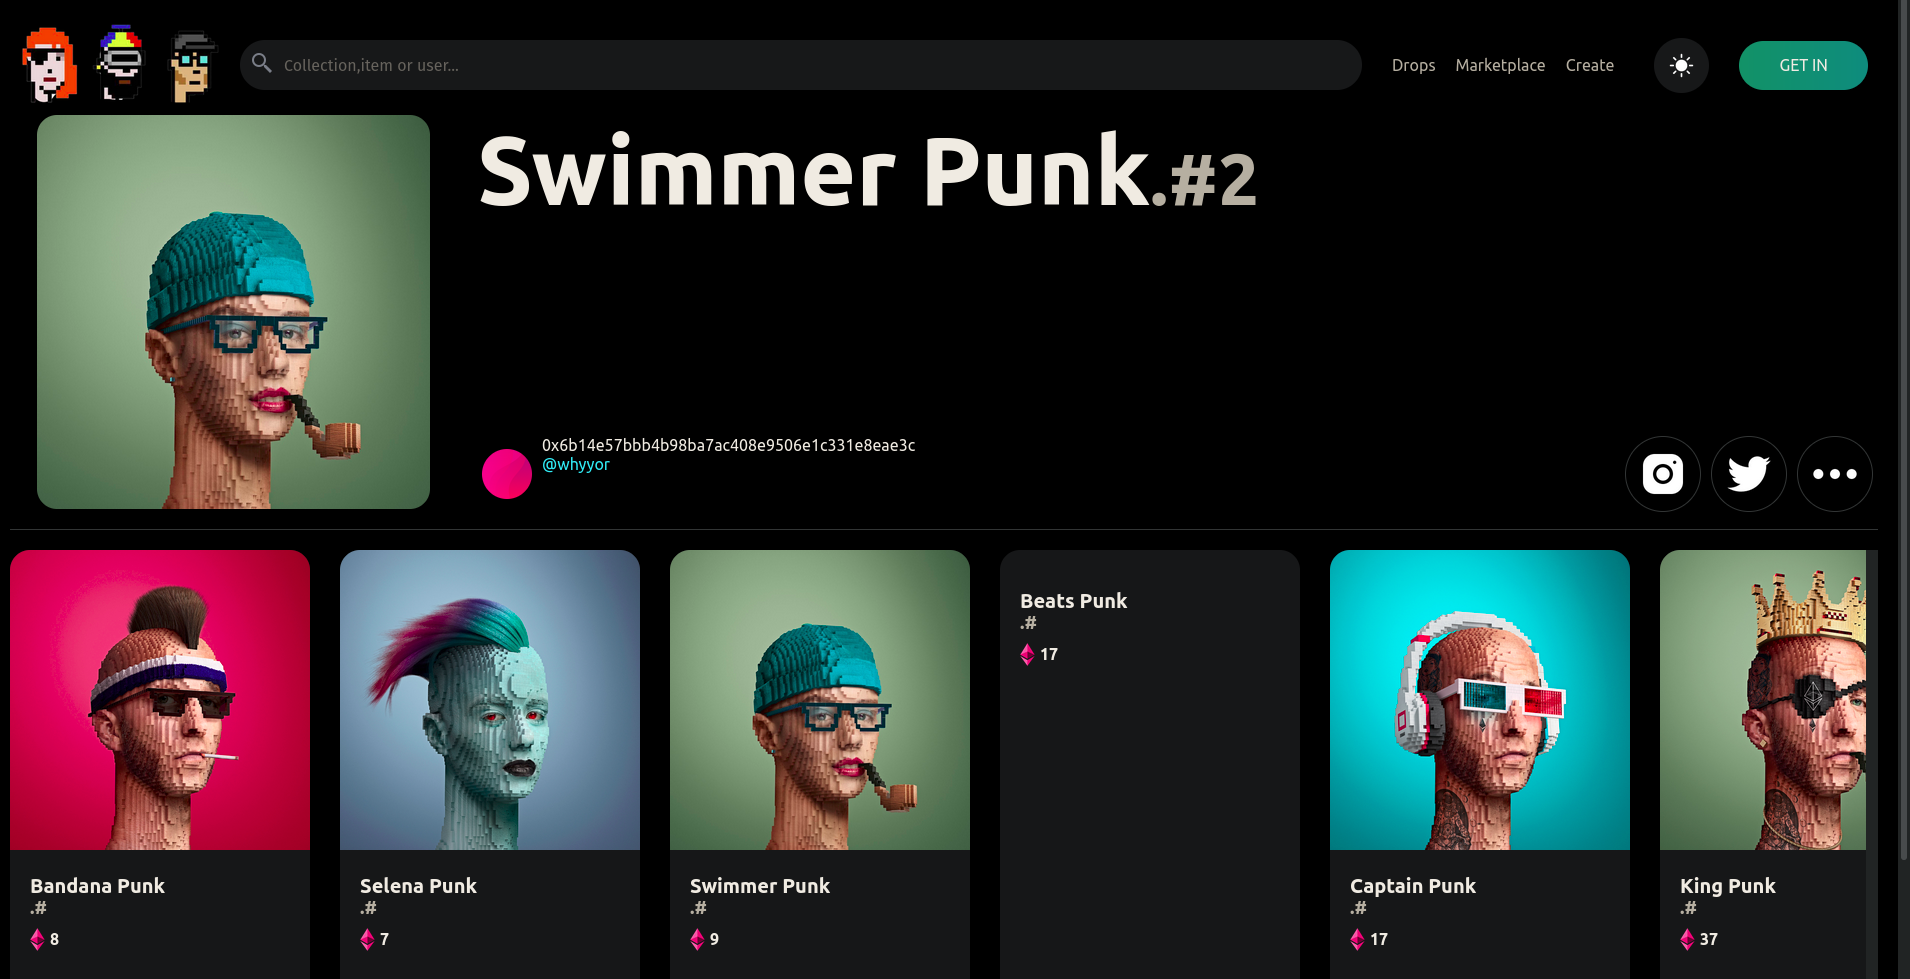 Collection,item or user...
Drops
Marketplace
Create
GET IN
Swimmer Punk.#2
0x6b14e57bbb4b98ba7ac408e9506e1c331e8eae3c
@whyyor
Beats Punk
.#
17
Bandana Punk
.#
8
Selena Punk
.#
7
Swimmer Punk
.#
9
Captain Punk
.#
17
King Punk
.#
37